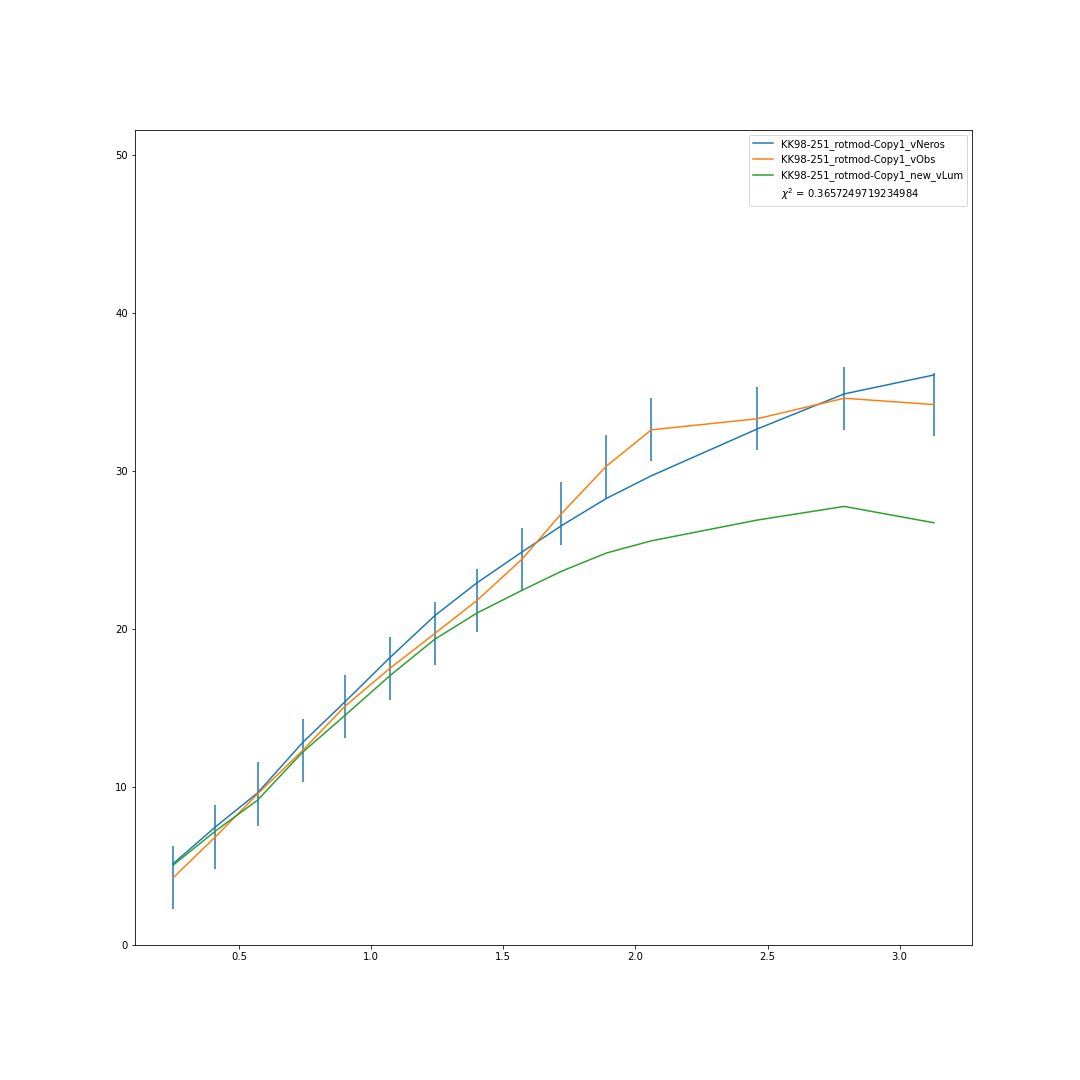 KK98-251_rotmod-Copy1_vNeros
KK98-251_rotmod-Copy1_vObs
KK98-251_rotmod-Copy1_new_vLum
χ² = 0.3657249719234984
50
40
30
20
10
0
0.5 1.0 1.5 2.0 2.5 3.0